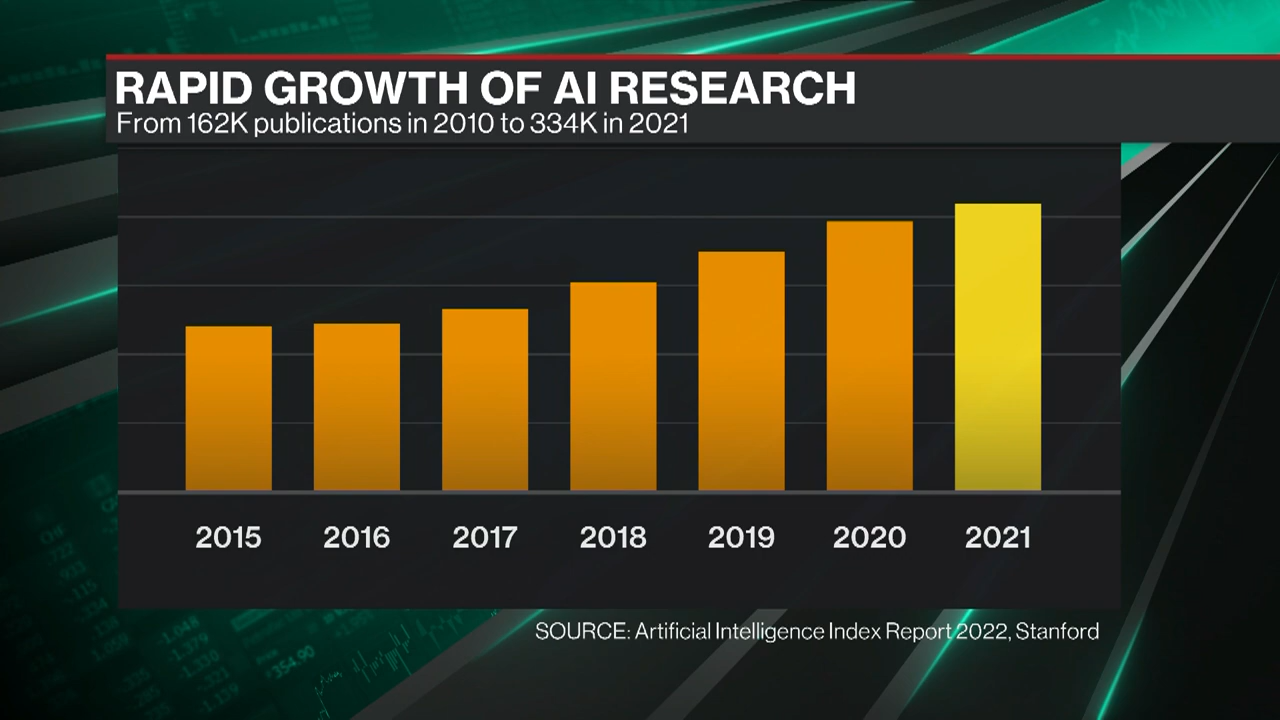 RAPID GROWTH OF AI RESEARCH
From 162K publications in 2010 to 334K in 2021
2015 2016 2017 2018 2019 2020 2021
SOURCE: Artificial Intelligence Index Report 2022, Stanford